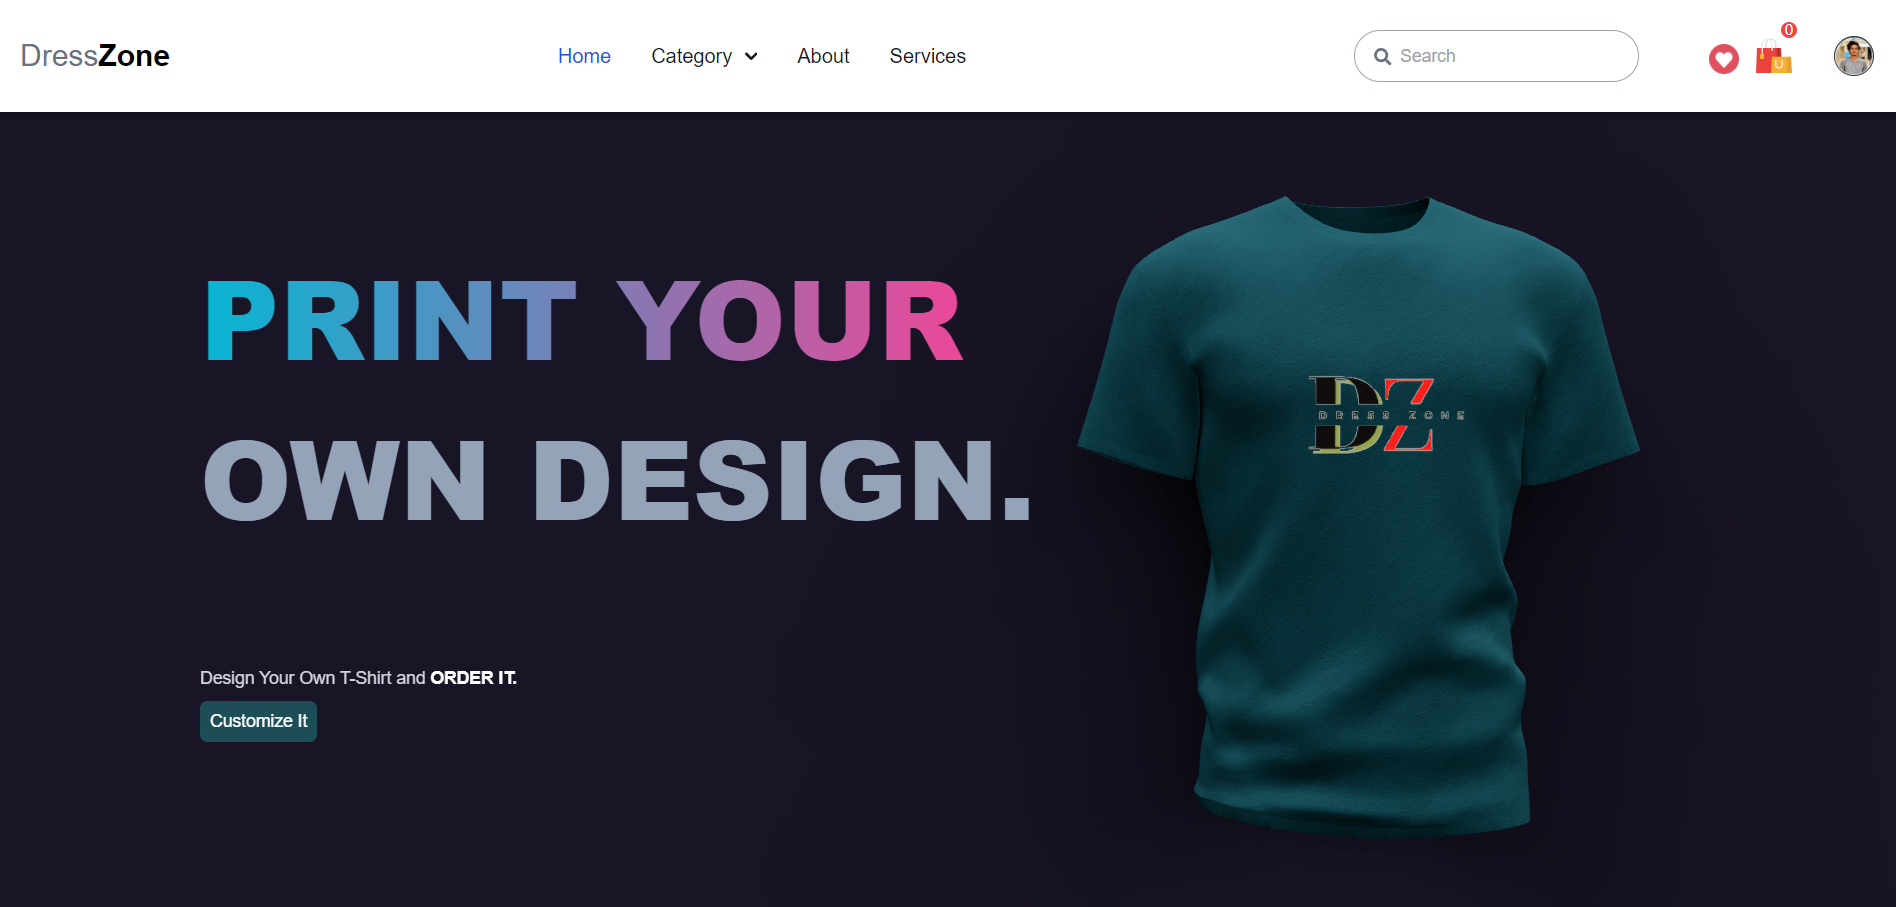 DressZone
Home Category About Services
Search
0
U
PRINT YOUR
OWN DESIGN.
DZ
DRESS ZONE
Design Your Own T-Shirt and ORDER IT.
Customize It